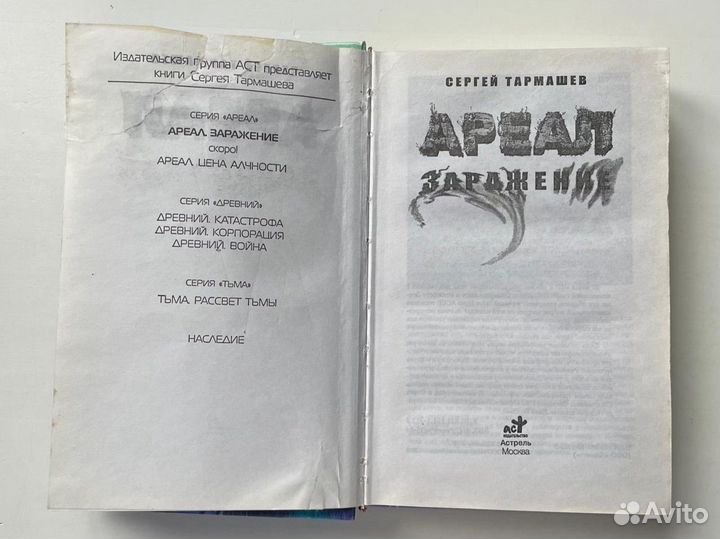 Издательская группа АСТ представляет
книги Сергея Тармашева
СЕРИЯ «АРЕАЛ»
АРЕАЛ. ЗАРАЖЕНИЕ
СКОРО!
АРЕАЛ. ЦЕНА АЛЧНОСТИ
СЕРИЯ «ДРЕВНИЙ»
ДРЕВНИЙ. КАТАСТРОФА
ДРЕВНИЙ. КОРПОРАЦИЯ
ДРЕВНИЙ. ВОЙНА
СЕРИЯ «ТЬМА»
ТЬМА. РАССВЕТ ТЬМЫ
НАСЛЕДИЕ
СЕРГЕЙ ТАРМАШЕВ
АРЕАЛ
ЗАРАЖЕНИЕ
аст
издательство
Астрель
Москва
Avito